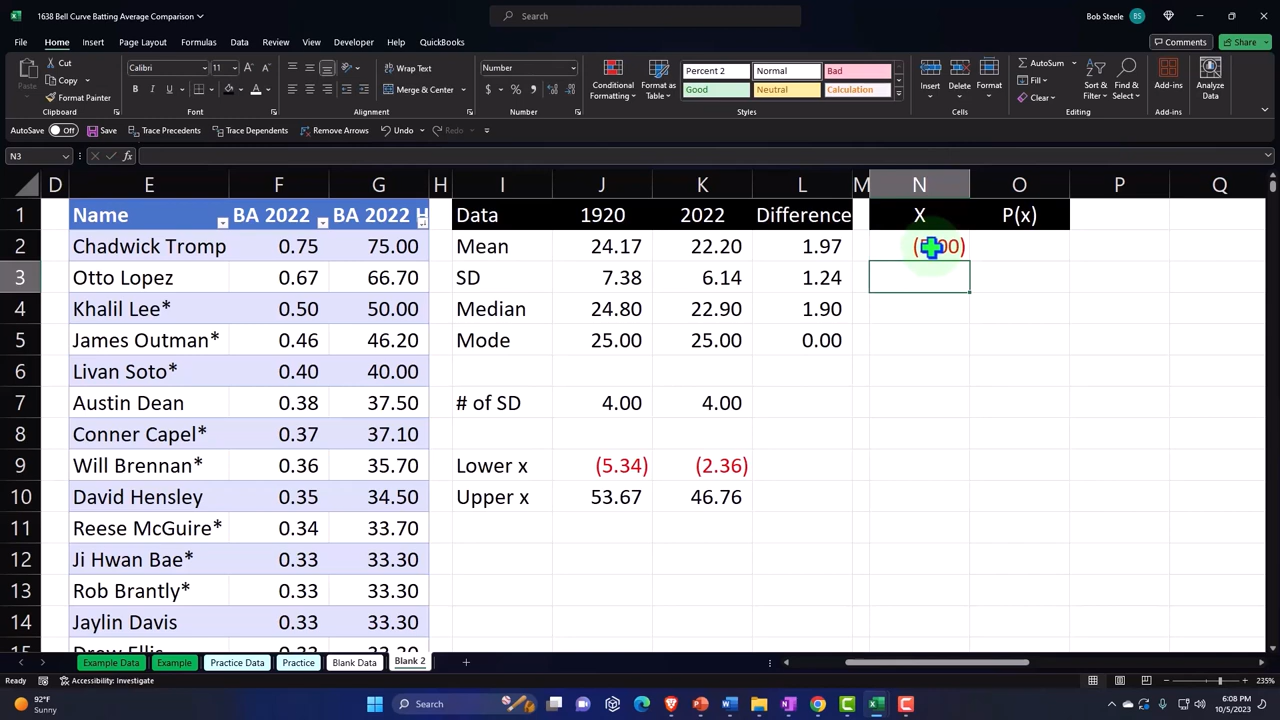 1638 Bell Curve Batting Average Comparison
Search
Bob Steele BS
File Home Insert Page Layout Formulas Data Review View Developer Help QuickBooks Comments Share
Cut
Copy
Format Painter
Paste
Clipboard
Calibri 11
Font
Wrap Text
Merge & Center
Alignment
Number
Number
Conditional Formatting
Format as Table
Percent 2 Normal Bad
Good Neutral Calculation
Styles
Insert Delete Format
Cells
AutoSum
Fill
Clear
Sort & Filter
Find & Select
Editing
Add-ins
Add-ins
Analyze Data
Analysis
AutoSave Off Save Trace Precedents Trace Dependents Remove Arrows Undo Redo
N3 fx
D E F G H I J K L M N O P Q
1 Name BA 2022 BA 2022 H Data 1920 2022 Difference X P(x)
2 Chadwick Tromp 0.75 75.00 Mean 24.17 22.20 1.97
3 Otto Lopez 0.67 66.70 SD 7.38 6.14 1.24
4 Khalil Lee* 0.50 50.00 Median 24.80 22.90 1.90
5 James Outman* 0.46 46.20 Mode 25.00 25.00 0.00
6 Livan Soto* 0.40 40.00
7 Austin Dean 0.38 37.50 # of SD 4.00 4.00
8 Conner Capel* 0.37 37.10
9 Will Brennan* 0.36 35.70 Lower x (5.34) (2.36)
10 David Hensley 0.35 34.50 Upper x 53.67 46.76
11 Reese McGuire* 0.34 33.70
12 Ji Hwan Bae* 0.33 33.30
13 Rob Brantly* 0.33 33.30
14 Jaylin Davis 0.33 33.30
Example Data Example Practice Data Practice Blank Data Blank 2
Ready Accessibility: Investigate 235%
92°F
Sunny
Search
6:08 PM
10/5/2023